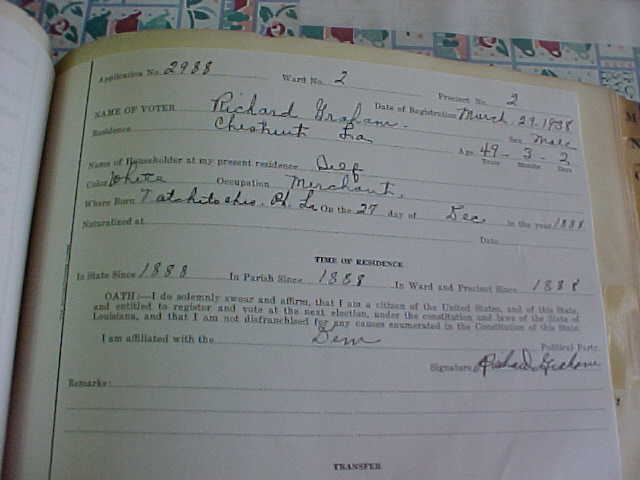 Application No. 2988 Ward No. 2 Precinct No. 2
NAME OF VOTER Richard Graham. Date of Registration March, 29, 1938
Residence Chestnut La Sex Male
Age 49 - 3 - 2
Years Months Days
Name of Householder at my present residence Self
Color White Occupation Merchant,
Where Born Natchitoches. Ph. La On the 27 day of Dec, in the year 1888
Naturalized at Date
TIME OF RESIDENCE
In State Since 1888 In Parish Since 1888 In Ward and Precinct Since 1888
OATH:—I do solemnly swear and affirm, that I am a citizen of the United States, and of this State,
and entitled to register and vote at the next election, under the constitution and laws of the State of
Louisiana, and that I am not disfranchised for any causes enumerated in the Constitution of this State.
I am affiliated with the Dem Political Party.
Signature Richard Graham
Remarks:
TRANSFER